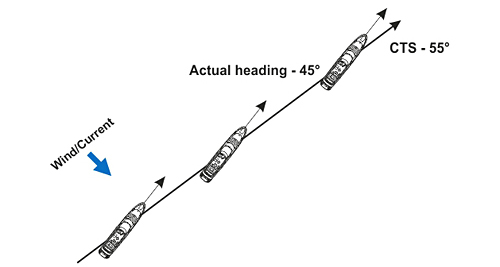 CTS - 55°
Actual heading - 45°
Wind/Current